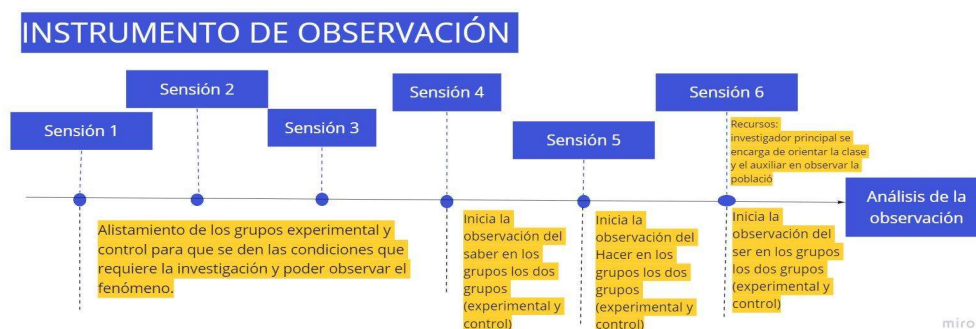 INSTRUMENTO DE OBSERVACIÓN
Sensión 1
Sensión 2
Sensión 3
Sensión 4
Sensión 5
Sensión 6
Recursos:
investigador principal se
encarga de orientar la clase
y el auxiliar en observar la
població
Análisis de la
observación
Alistamiento de los grupos experimental y
control para que se den las condiciones que
requiere la investigación y poder observar el
fenómeno.
Inicia la
observación del
saber en los
grupos los dos
grupos
(experimental y
control)
Inicia la
observación del
Hacer en los
grupos los dos
grupos
(experimental y
control)
Inicia la
observación del
ser en los grupos
los dos grupos
(experimental y
control)
miro